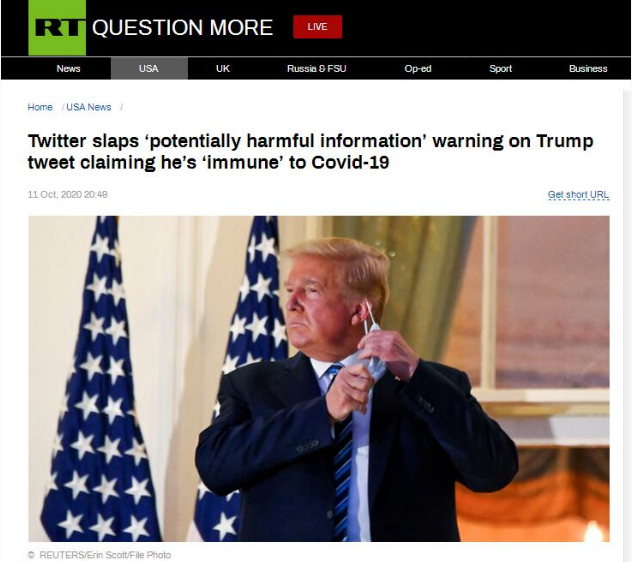 RT QUESTION MORE LIVE
News USA UK Russia & FSU Op-ed Sport Business
Home / USA News /
Twitter slaps ‘potentially harmful information’ warning on Trump
tweet claiming he’s ‘immune’ to Covid-19
11 Oct, 2020 20:49 Get short URL
© REUTERS/Erin Scott/File Photo